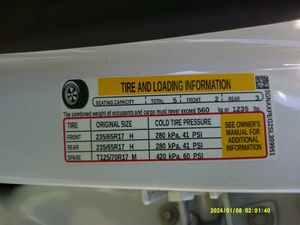 TIRE AND LOADING INFORMATION
SEATING CAPACITY TOTAL 5 FRONT 2 REAR 3
The combined weight of occupants and cargo must never exceed 560 kg or 1235 lbs
TIRE ORIGINAL SIZE COLD TIRE PRESSURE
FRONT 235/65R17 H 280 kPa, 41 PSI
REAR 235/65R17 H 280 kPa, 41 PSI
SPARE T125/70R17 M 420 kPa, 60 PSI
SEE OWNER'S
MANUAL FOR
ADDITIONAL
INFORMATION
2024/01/08 02:01:40